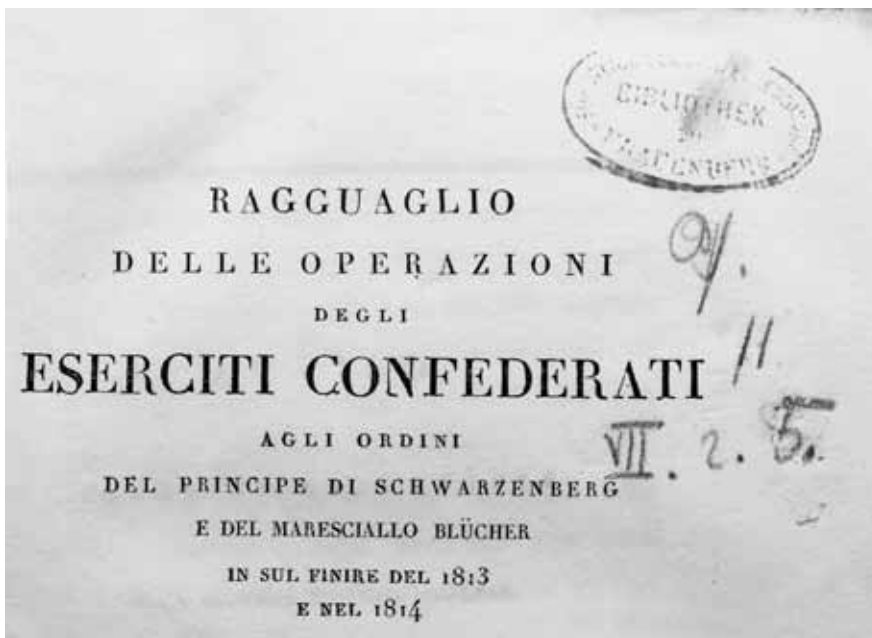 BIBLIOTHEK
RAGGUAGLIO
DELLE OPERAZIONI
DEGLI
ESERCITI CONFEDERATI
11
AGLI ORDINI
VII. 2. 5.
DEL PRINCIPE DI SCHWARZENBERG
E DEL MARESCIALLO BLÜCHER
IN SUL FINIRE DEL 1813
E NEL 1814